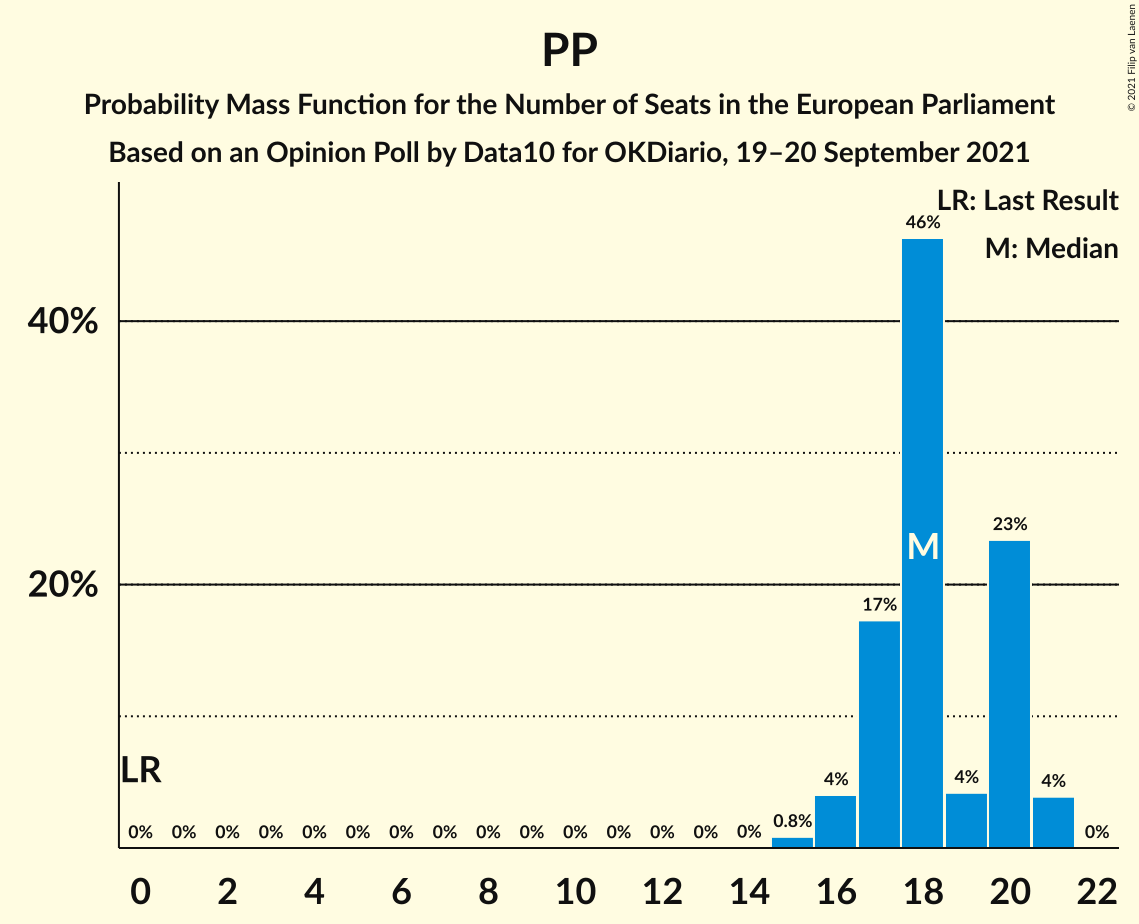 PP
Probability Mass Function for the Number of Seats in the European Parliament
Based on an Opinion Poll by Data10 for OKDiario, 19–20 September 2021
© 2021 Filip van Laenen
LR: Last Result
M: Median
40%
20%
46%
M
23%
17%
LR
0% 0% 0% 0% 0% 0% 0% 0% 0% 0% 0% 0% 0% 0% 0% 0.8% 4% 4% 4% 0%
0 2 4 6 8 10 12 14 16 18 20 22